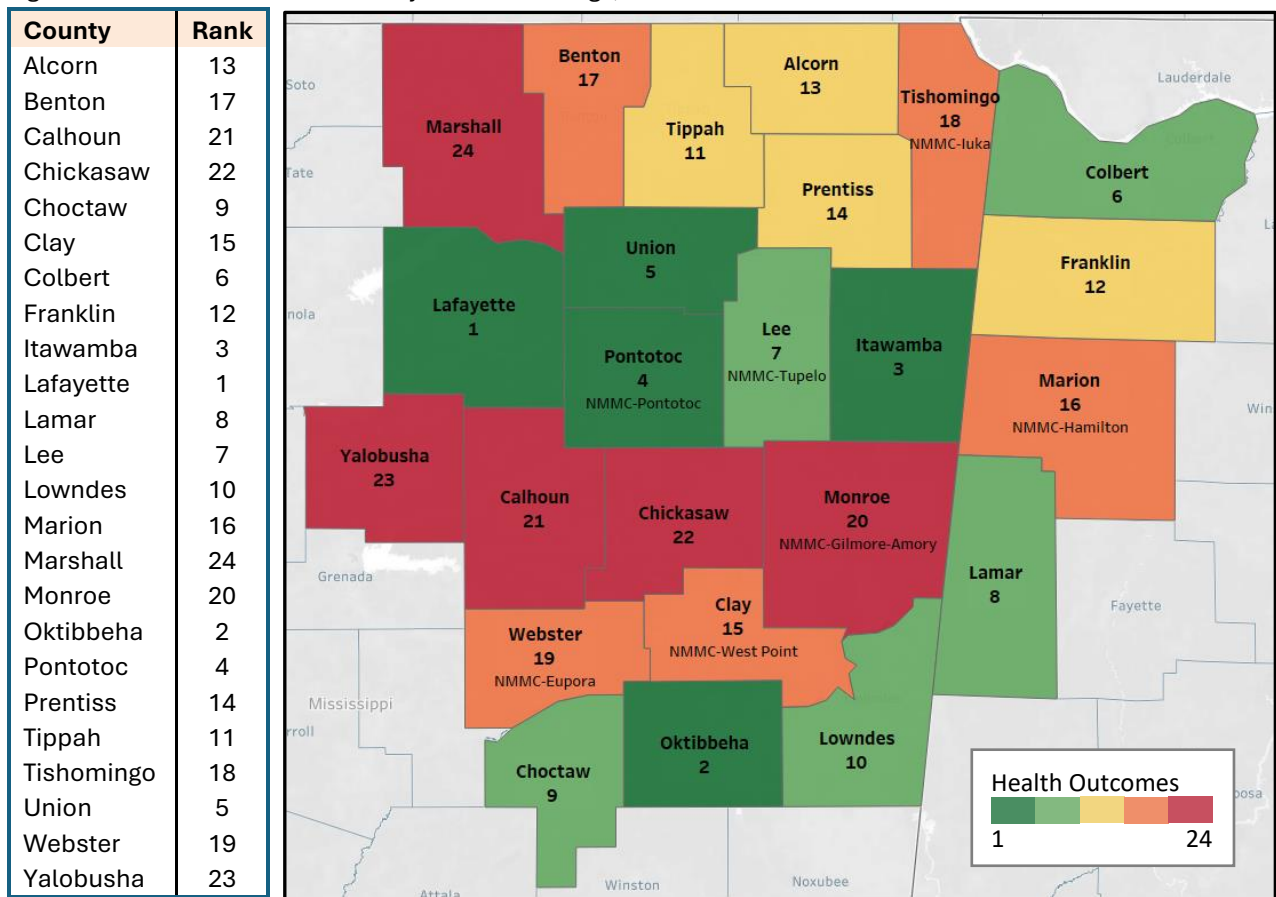 County Rank
Alcorn 13
Benton 17
Calhoun 21
Chickasaw 22
Choctaw 9
Clay 15
Colbert 6
Franklin 12
Itawamba 3
Lafayette 1
Lamar 8
Lee 7
Lowndes 10
Marion 16
Marshall 24
Monroe 20
Oktibbeha 2
Pontotoc 4
Prentiss 14
Tippah 11
Tishomingo 18
Union 5
Webster 19
Yalobusha 23
Soto
Marshall
24
Benton
17
Tippah
11
Alcorn
13
Tishomingo
18
NMMC-Iuka
Lauderdale
Tate
Prentiss
14
Colbert
6
Union
5
Franklin
12
Lafayette
1
nola
Pontotoc
4
NMMC-Pontotoc
Lee
7
NMMC-Tupelo
Itawamba
3
Marion
16
NMMC-Hamilton
Win
Yalobusha
23
Calhoun
21
Chickasaw
22
Monroe
20
NMMC-Gilmore-Amory
Grenada
Lamar
8
Fayette
Clay
15
NMMC-West Point
Webster
19
NMMC-Eupora
Mississippi
rroll
Choctaw
9
Oktibbeha
2
Lowndes
10
Health Outcomes
1 24
oosa
Attala
Winston
Noxubee